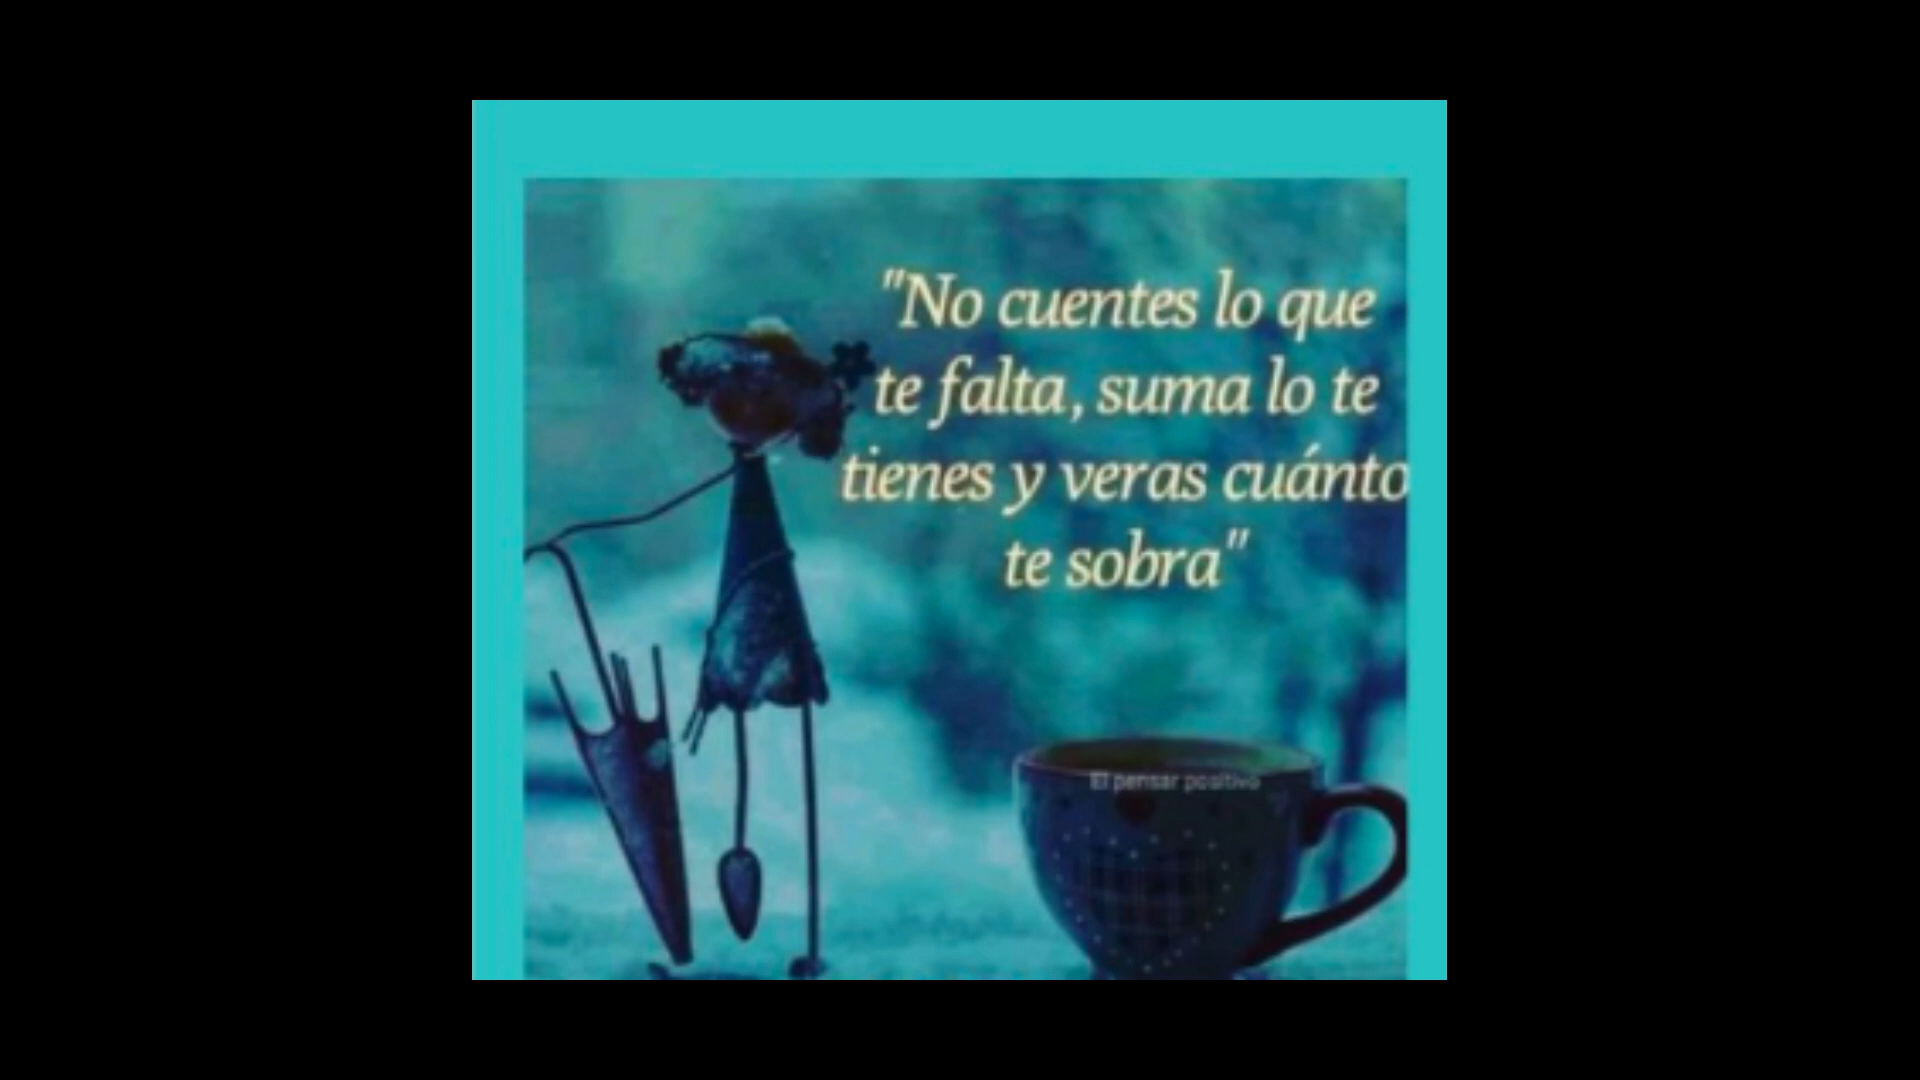 "No cuentes lo que
te falta, suma lo te
tienes y veras cuánto
te sobra"
El pensar positivo